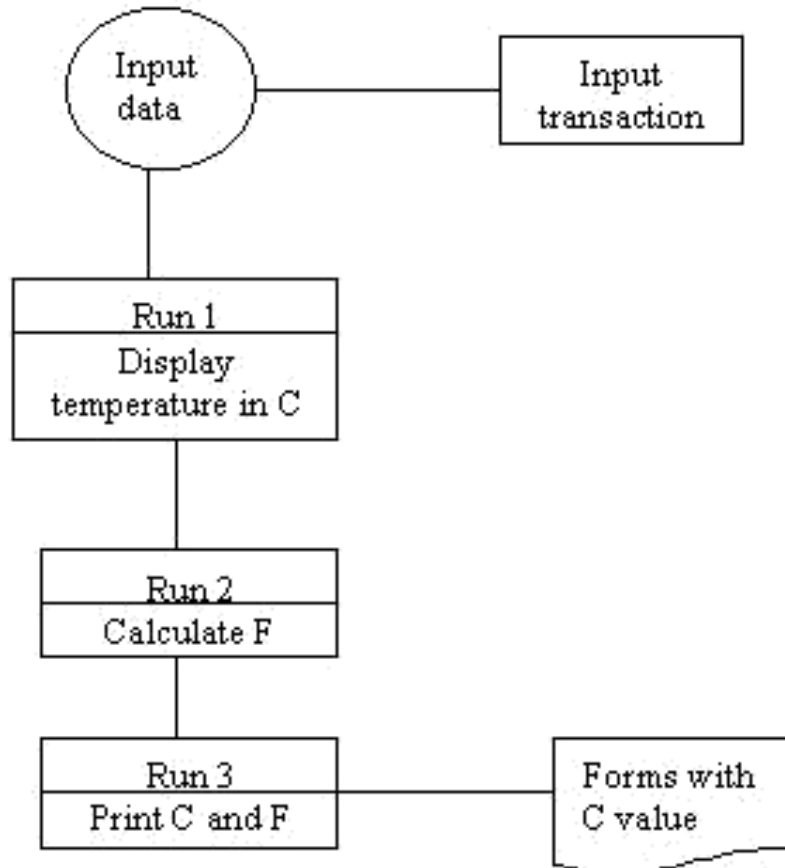 Input
data
Input
transaction
Run 1
Display
temperature in C
Run 2
Calculate F
Run 3
Print C and F
Forms with
C value